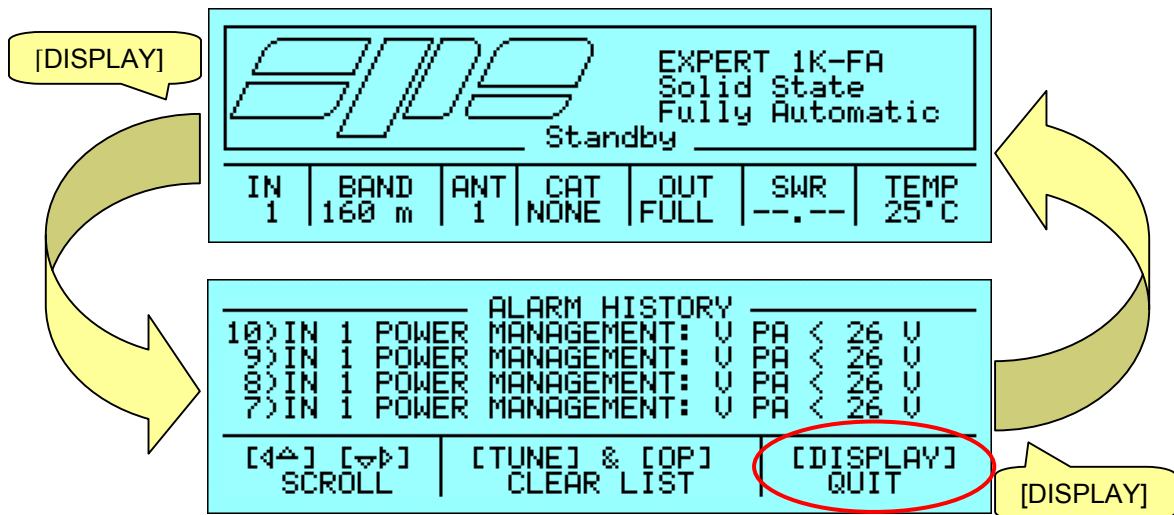 [DISPLAY]
spe
EXPERT 1K-FA
Solid State
Fully Automatic
Standby
IN BAND ANT CAT OUT SWR TEMP
1 160 m 1 NONE FULL --.-- 25°C
ALARM HISTORY
10)IN 1 POWER MANAGEMENT: V PA < 26 V
9)IN 1 POWER MANAGEMENT: V PA < 26 V
8)IN 1 POWER MANAGEMENT: V PA < 26 V
7)IN 1 POWER MANAGEMENT: V PA < 26 V
[◁△] [▽▷] [TUNE] & [OP] [DISPLAY]
SCROLL CLEAR LIST QUIT
[DISPLAY]